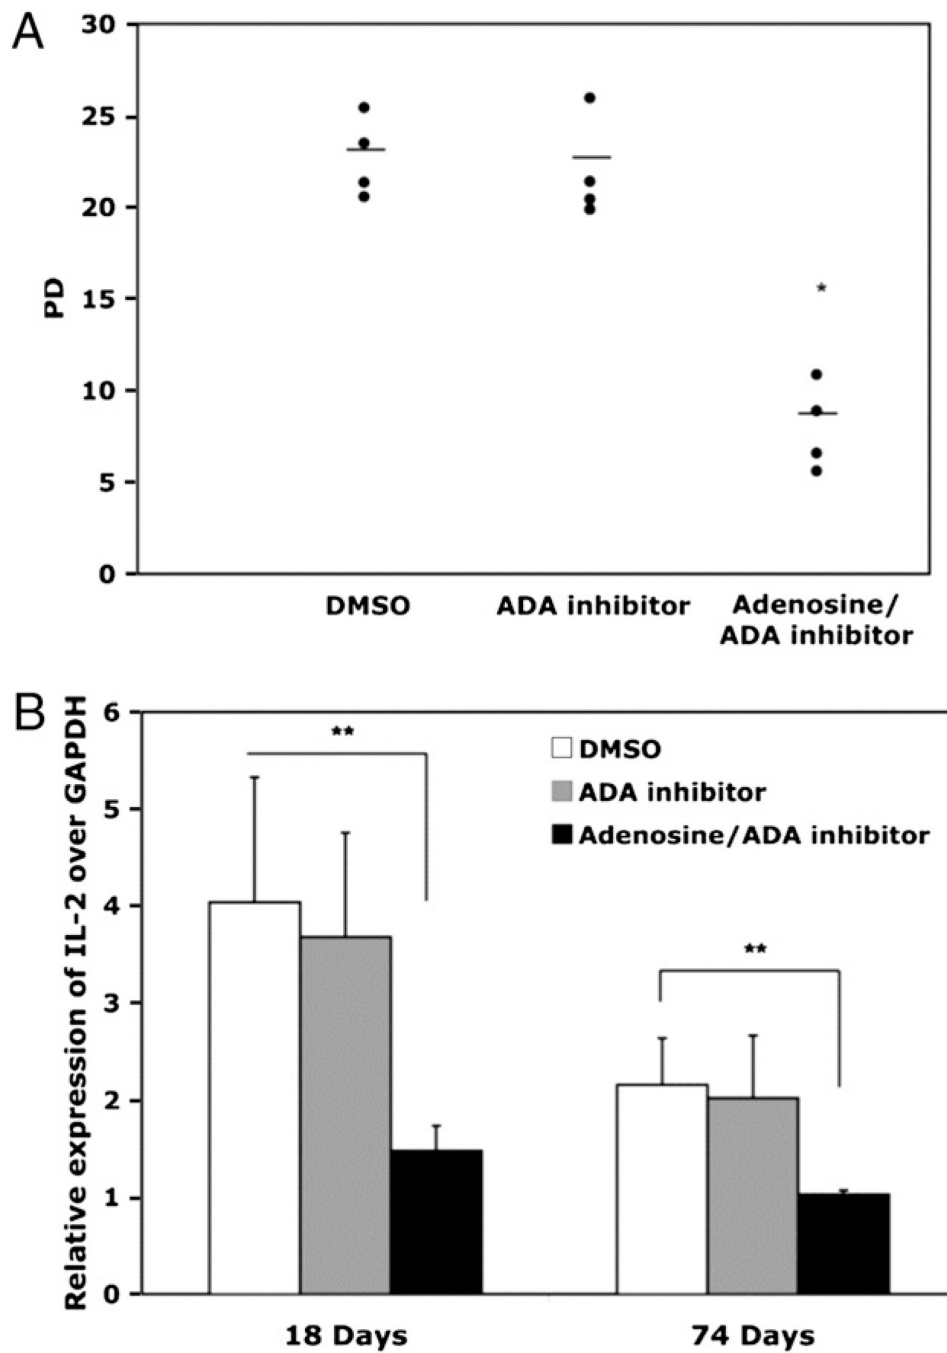 A
30
25
20
15
10
5
0
PD
*
DMSO
ADA inhibitor
Adenosine/
ADA inhibitor
B
Relative expression of IL-2 over GAPDH
6
5
4
3
2
1
0
**
**
DMSO
ADA inhibitor
Adenosine/ADA inhibitor
18 Days
74 Days